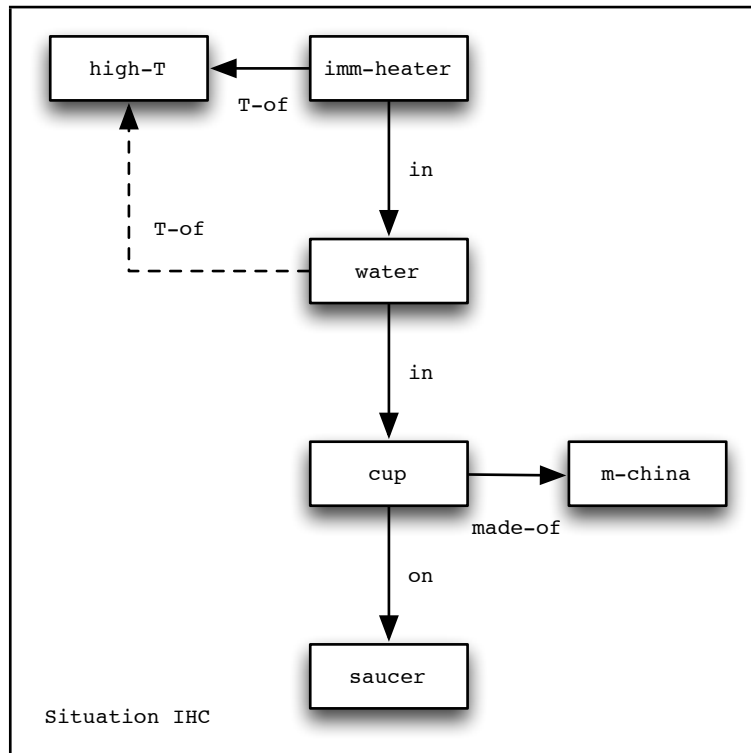 high-T
imm-heater
T-of
in
T-of
water
in
cup
m-china
made-of
on
saucer
Situation IHC